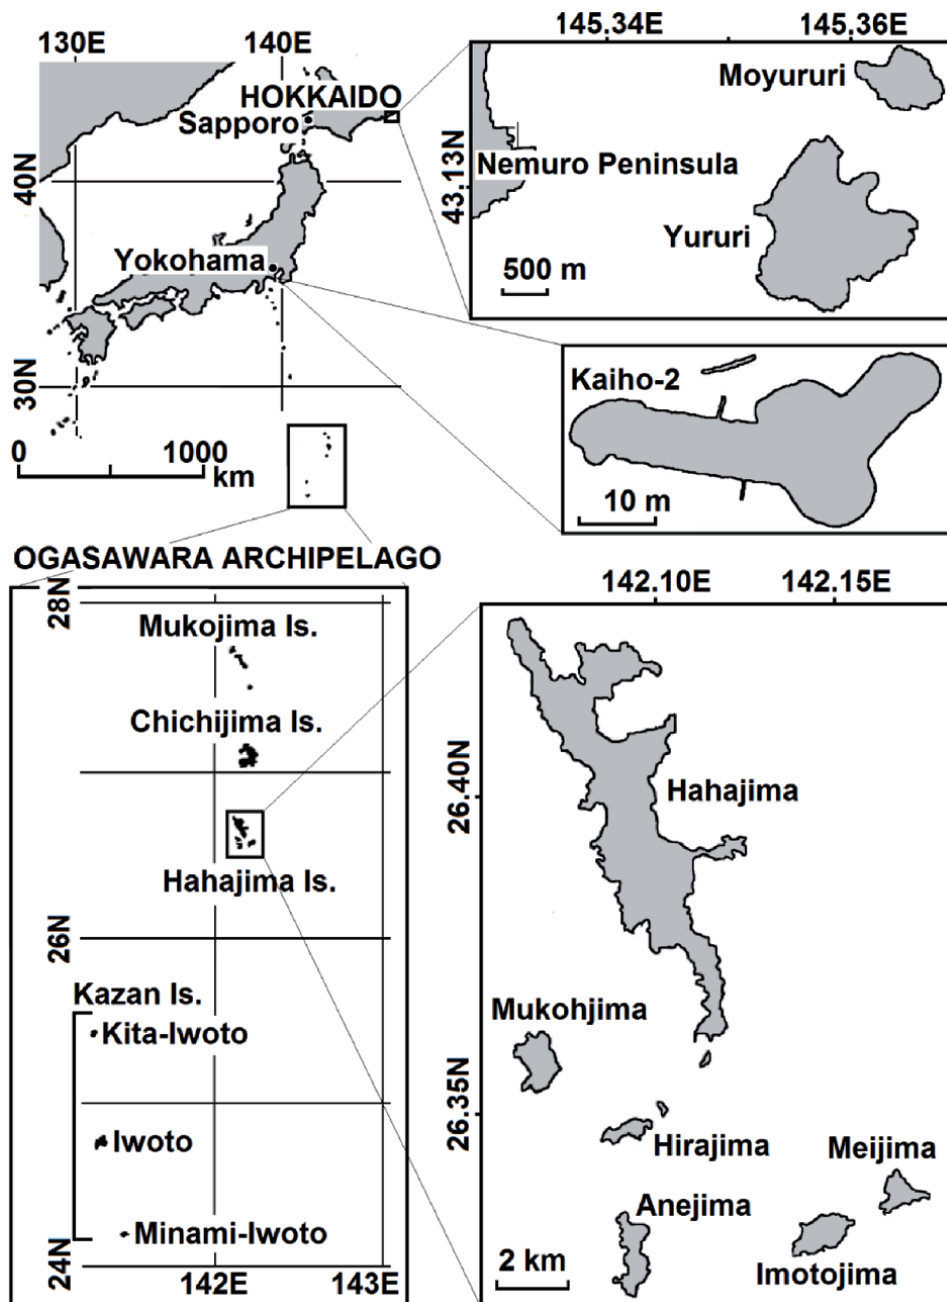 130E
140E
HOKKAIDO
Sapporo
40N
Yokohama
30N
0 1000
km
145.34E
145.36E
Moyururi
43.13N
Nemuro Peninsula
Yururi
500 m
Kaiho-2
10 m
OGASAWARA ARCHIPELAGO
28N
Mukojima Is.
Chichijima Is.
Hahajima Is.
26N
Kazan Is.
Kita-Iwoto
Iwoto
Minami-Iwoto
24N
142E
143E
142.10E
142.15E
26.40N
Hahajima
Mukohjima
26.35N
Hirajima
Meijima
Anejima
Imotojima
2 km